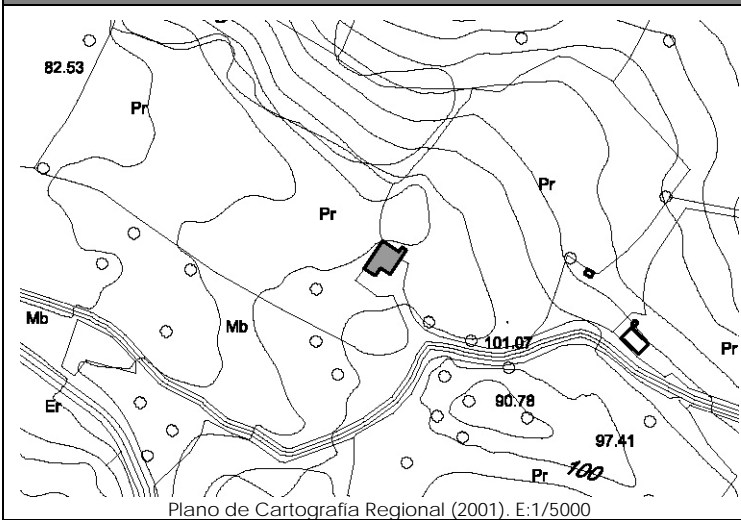 82.53
Pr
Pr
Pr
Mb
Mb
101.07
Pr
Er
90.78
97.41
Pr
100
Plano de Cartografía Regional (2001). E:1/5000